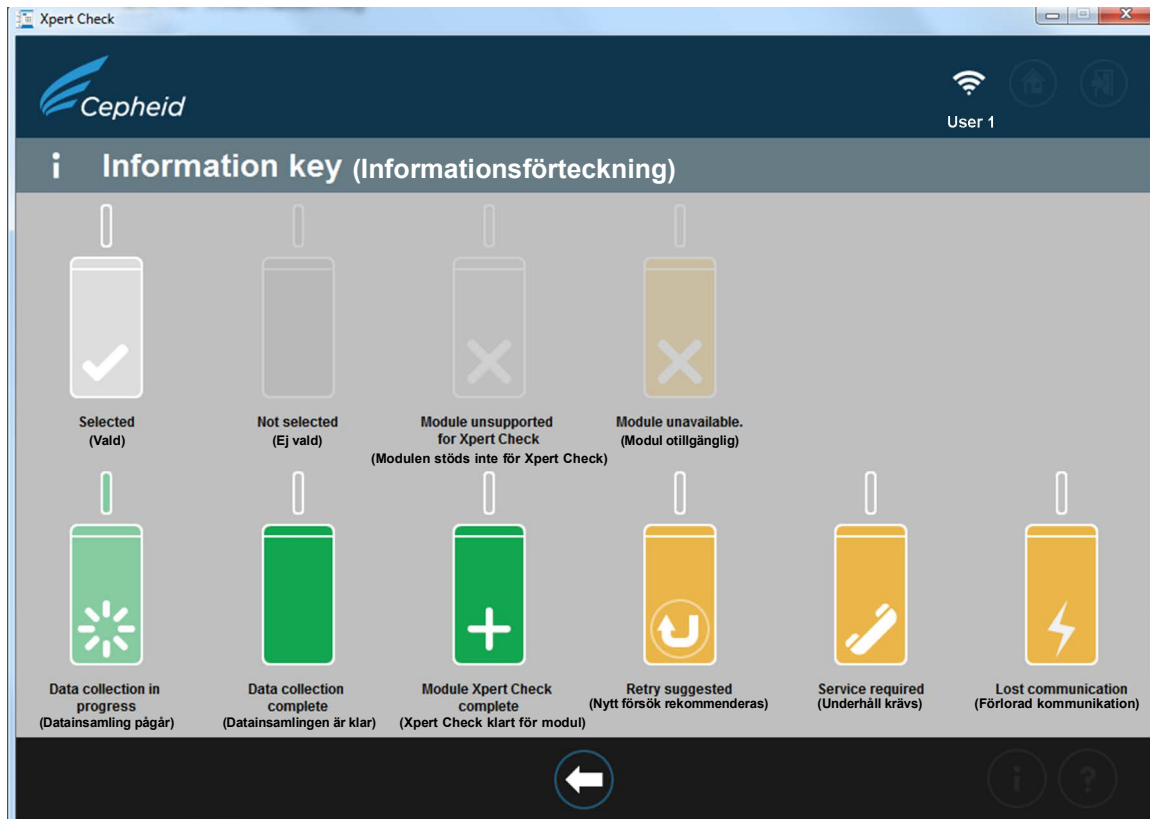 Xpert Check
Cepheid
User 1
i Information key (Informationsförteckning)
Selected
(Vald)
Not selected
(Ej vald)
Module unsupported
for Xpert Check
(Modulen stöds inte för Xpert Check)
Module unavailable.
(Modul otillgänglig)
Data collection in
progress
(Datainsamling pågår)
Data collection
complete
(Datainsamlingen är klar)
Module Xpert Check
complete
(Xpert Check klart för modul)
Retry suggested
(Nytt försök rekommenderas)
Service required
(Underhåll krävs)
Lost communication
(Förlorad kommunikation)
i ?